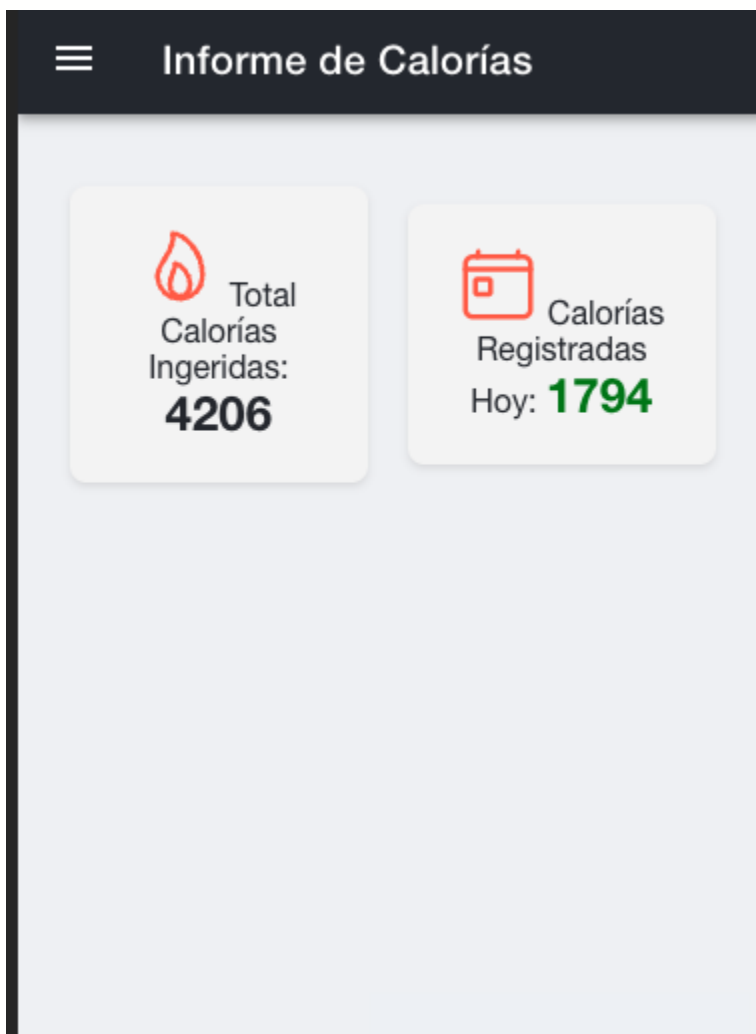 Informe de Calorías
Total
Calorías
Ingeridas:
4206
Calorías
Registradas
Hoy: 1794